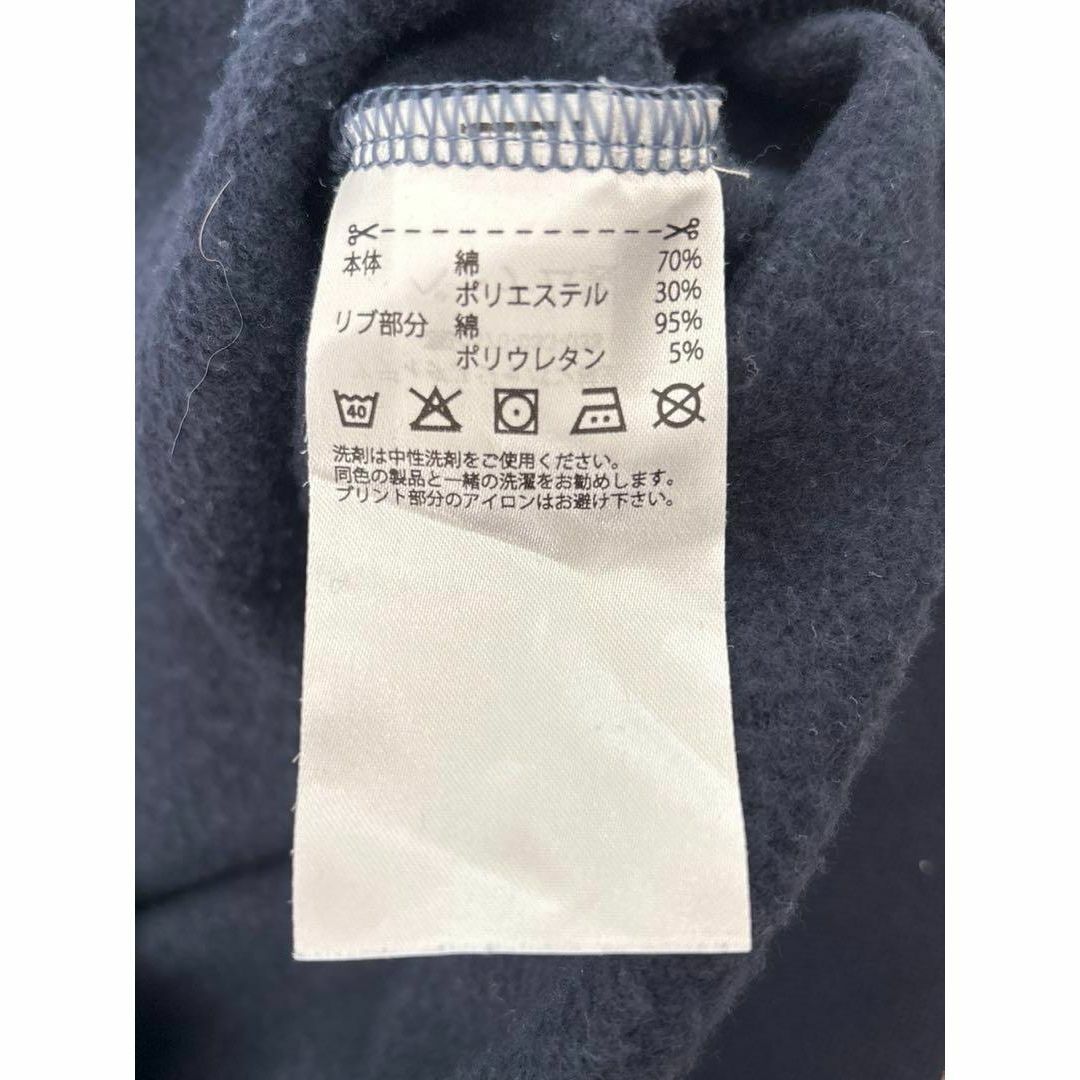 本体 綿 70%
ポリエステル 30%
リブ部分 綿 95%
ポリウレタン 5%
40
洗剤は中性洗剤をご使用ください。
同色の製品と一緒の洗濯をお勧めします。
プリント部分のアイロンはお避け下さい。